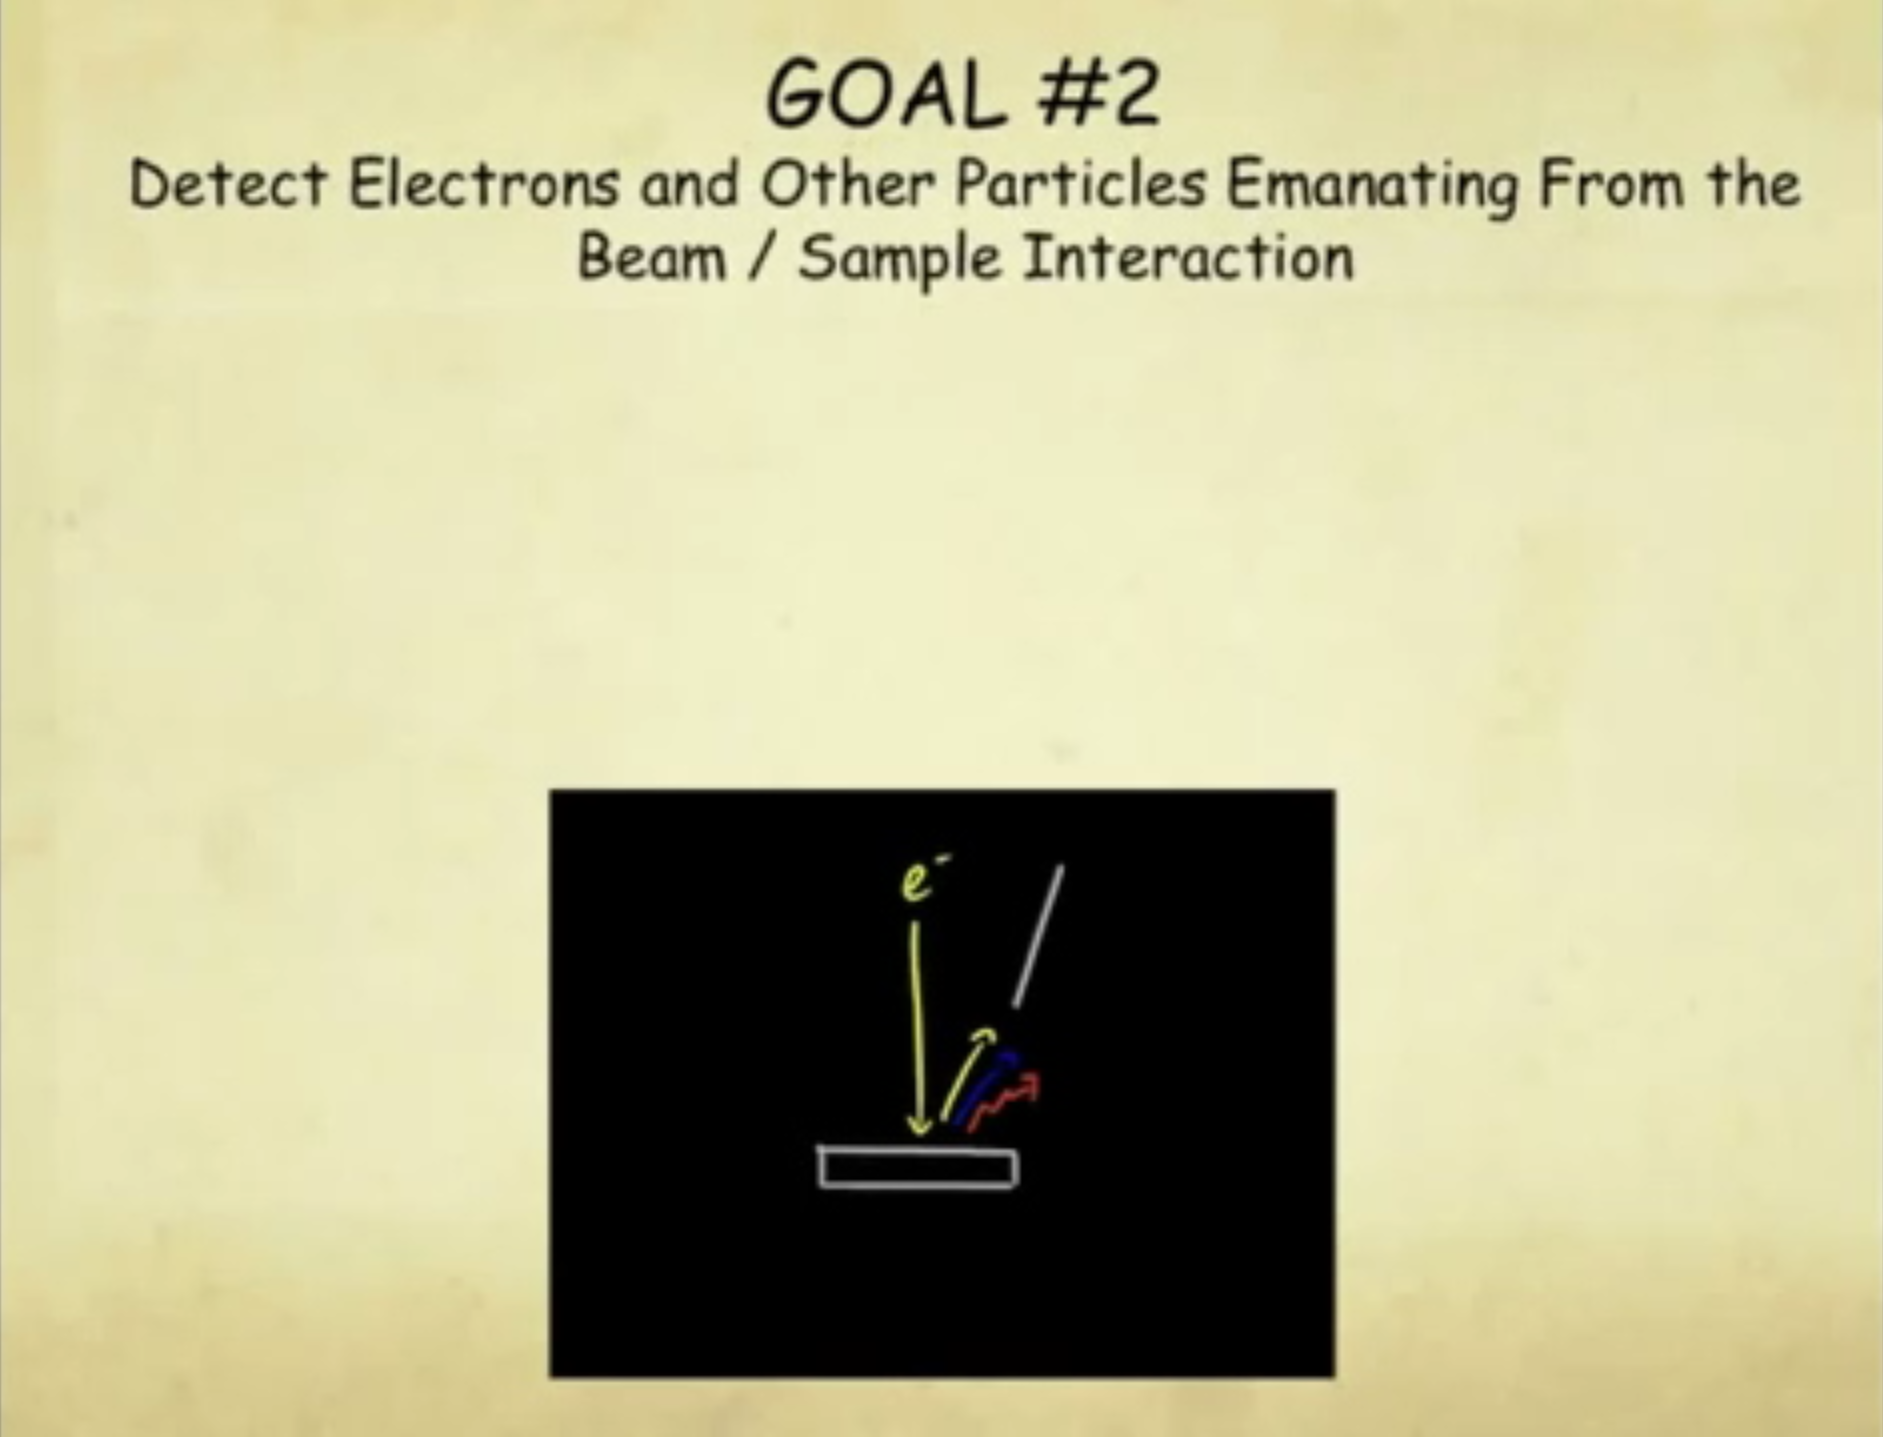 GOAL #2
Detect Electrons and Other Particles Emanating From the
Beam / Sample Interaction
e⁻